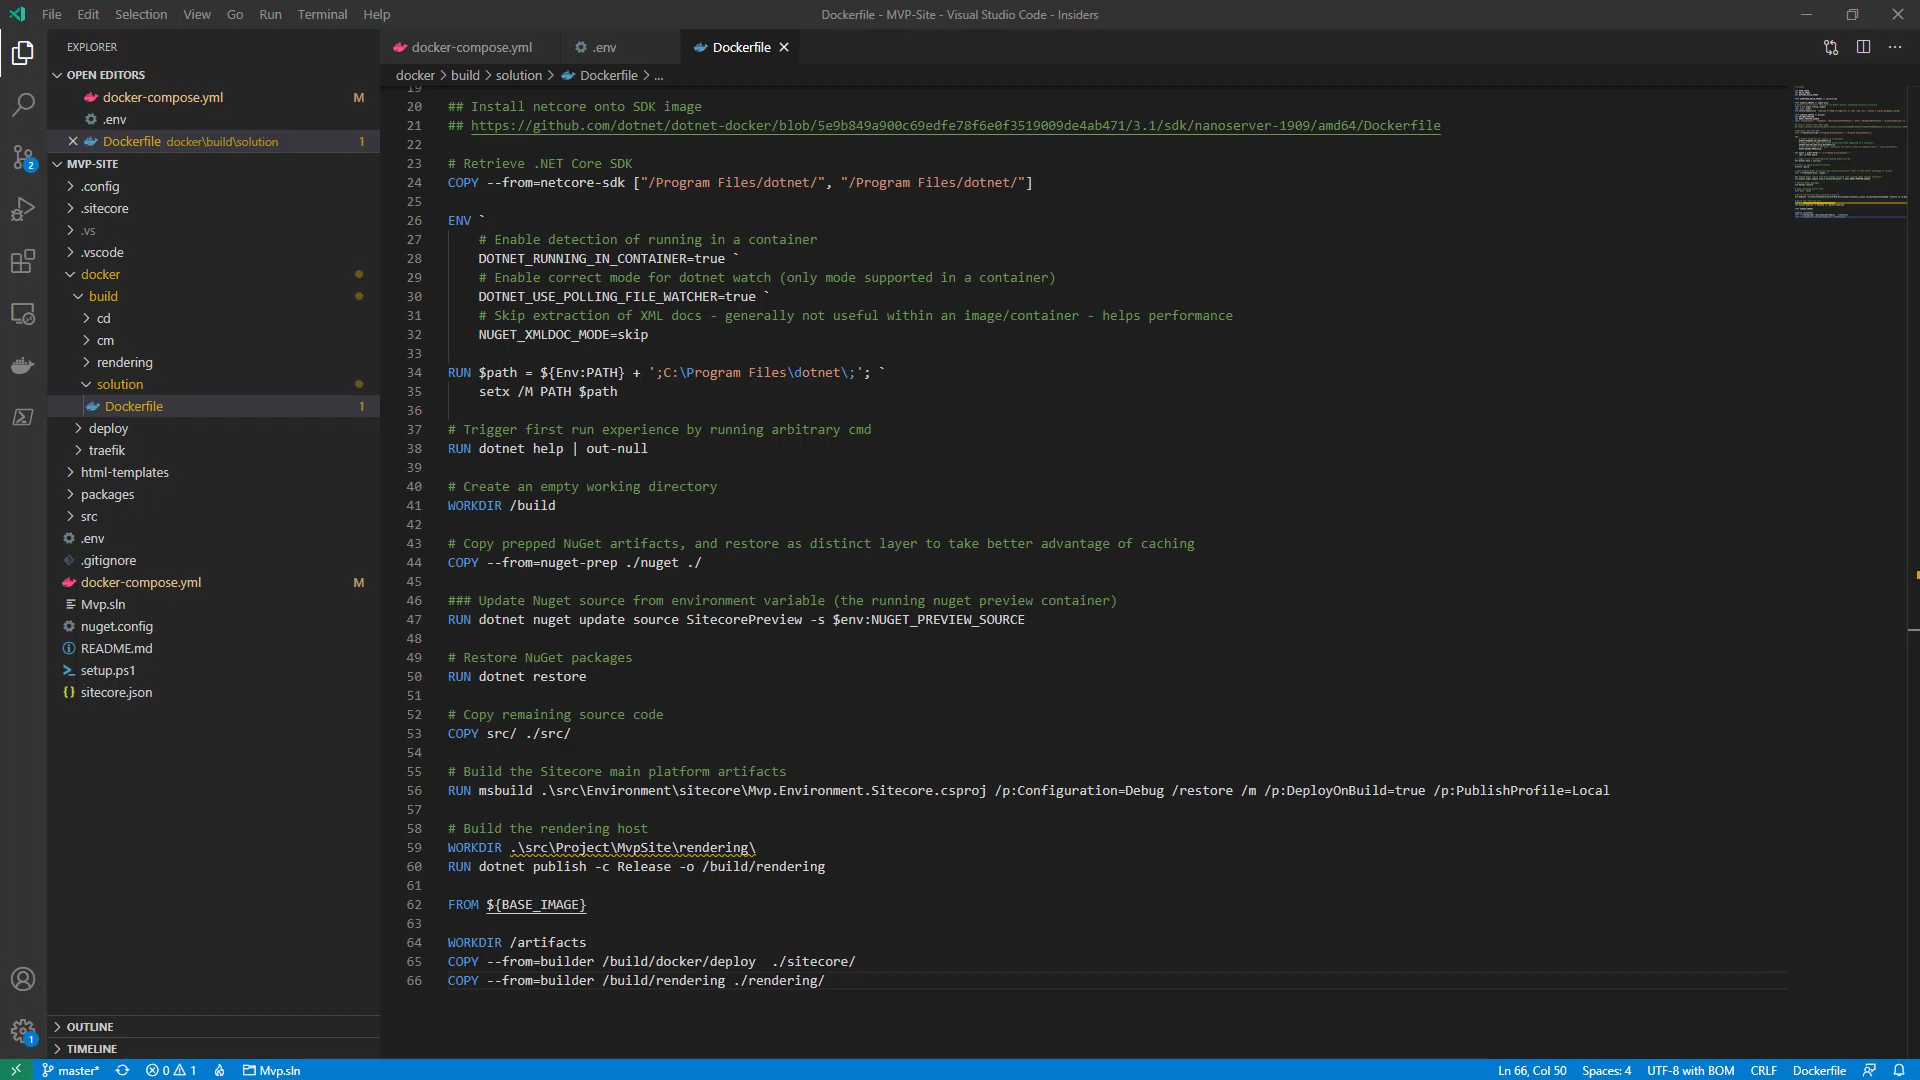 File Edit Selection View Go Run Terminal Help
Dockerfile - MVP-Site - Visual Studio Code - Insiders
EXPLORER
OPEN EDITORS
docker-compose.yml M
.env
Dockerfile docker\build\solution 1
MVP-SITE
.config
.sitecore
.vs
.vscode
docker
build
cd
cm
rendering
solution
Dockerfile 1
deploy
traefik
html-templates
packages
src
.env
.gitignore
docker-compose.yml M
Mvp.sln
nuget.config
README.md
setup.ps1
sitecore.json
OUTLINE
TIMELINE
2
1
docker-compose.yml .env Dockerfile
docker > build > solution > Dockerfile > ...
19
20 ## Install netcore onto SDK image
21 ## https://github.com/dotnet/dotnet-docker/blob/5e9b849a900c69edfe78f6e0f3519009de4ab471/3.1/sdk/nanoserver-1909/amd64/Dockerfile
22
23 # Retrieve .NET Core SDK
24 COPY --from=netcore-sdk ["/Program Files/dotnet/", "/Program Files/dotnet/"]
25
26 ENV `
27 # Enable detection of running in a container
28 DOTNET_RUNNING_IN_CONTAINER=true `
29 # Enable correct mode for dotnet watch (only mode supported in a container)
30 DOTNET_USE_POLLING_FILE_WATCHER=true `
31 # Skip extraction of XML docs - generally not useful within an image/container - helps performance
32 NUGET_XMLDOC_MODE=skip
33
34 RUN $path = ${Env:PATH} + ';C:\Program Files\dotnet\;'; `
35 setx /M PATH $path
36
37 # Trigger first run experience by running arbitrary cmd
38 RUN dotnet help | out-null
39
40 # Create an empty working directory
41 WORKDIR /build
42
43 # Copy prepped NuGet artifacts, and restore as distinct layer to take better advantage of caching
44 COPY --from=nuget-prep ./nuget ./
45
46 ### Update Nuget source from environment variable (the running nuget preview container)
47 RUN dotnet nuget update source SitecorePreview -s $env:NUGET_PREVIEW_SOURCE
48
49 # Restore NuGet packages
50 RUN dotnet restore
51
52 # Copy remaining source code
53 COPY src/ ./src/
54
55 # Build the Sitecore main platform artifacts
56 RUN msbuild .\src\Environment\sitecore\Mvp.Environment.Sitecore.csproj /p:Configuration=Debug /restore /m /p:DeployOnBuild=true /p:PublishProfile=Local
57
58 # Build the rendering host
59 WORKDIR .\src\Project\MvpSite\rendering\
60 RUN dotnet publish -c Release -o /build/rendering
61
62 FROM ${BASE_IMAGE}
63
64 WORKDIR /artifacts
65 COPY --from=builder /build/docker/deploy  ./sitecore/
66 COPY --from=builder /build/rendering ./rendering/
master* 0 1 Mvp.sln
Ln 66, Col 50 Spaces: 4 UTF-8 with BOM CRLF Dockerfile